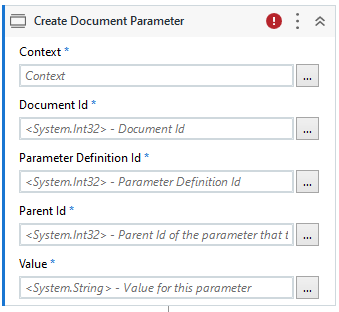 Create Document Parameter
Context *
Context
...
Document Id *
<System.Int32> - Document Id
...
Parameter Definition Id *
<System.Int32> - Parameter Definition Id
...
Parent Id *
<System.Int32> - Parent Id of the parameter that t
...
Value *
<System.String> - Value for this parameter
...